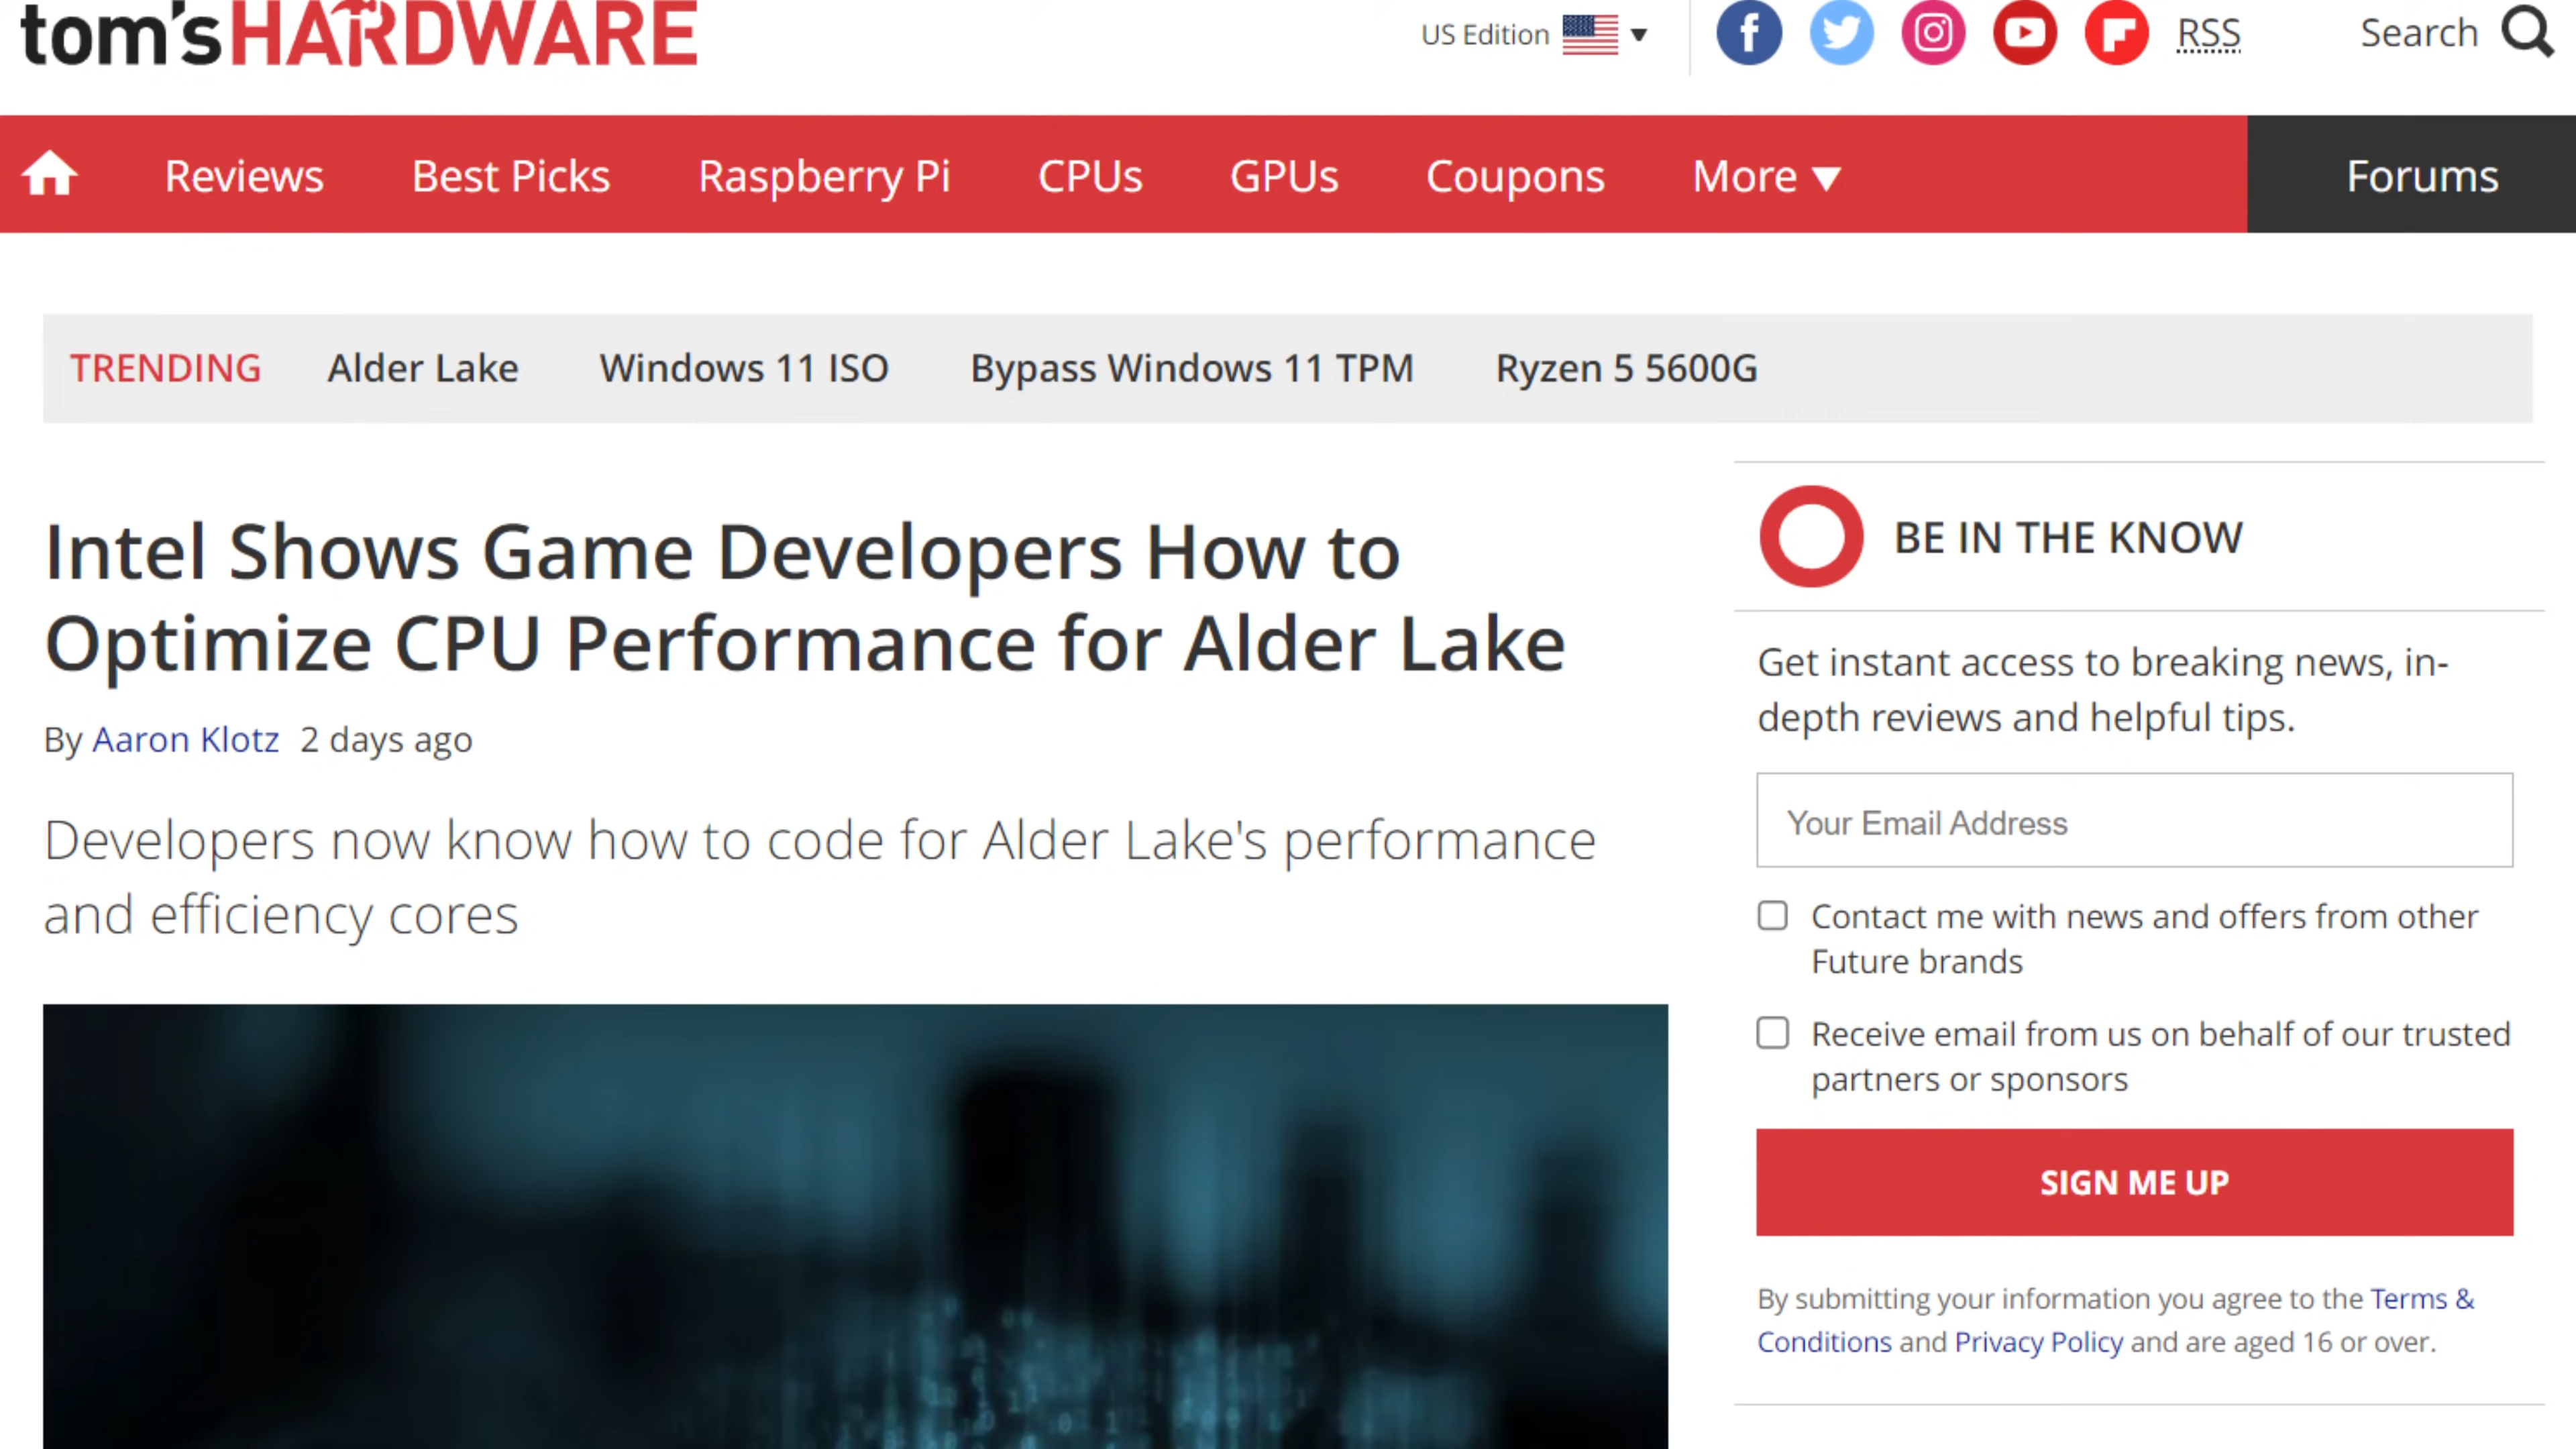 tom'sHARDWARE
US Edition
RSS
Search
Reviews Best Picks Raspberry Pi CPUs GPUs Coupons More Forums
TRENDING Alder Lake Windows 11 ISO Bypass Windows 11 TPM Ryzen 5 5600G
Intel Shows Game Developers How to
Optimize CPU Performance for Alder Lake
By Aaron Klotz 2 days ago
Developers now know how to code for Alder Lake's performance
and efficiency cores
BE IN THE KNOW
Get instant access to breaking news, in-
depth reviews and helpful tips.
Your Email Address
Contact me with news and offers from other
Future brands
Receive email from us on behalf of our trusted
partners or sponsors
SIGN ME UP
By submitting your information you agree to the Terms &
Conditions and Privacy Policy and are aged 16 or over.